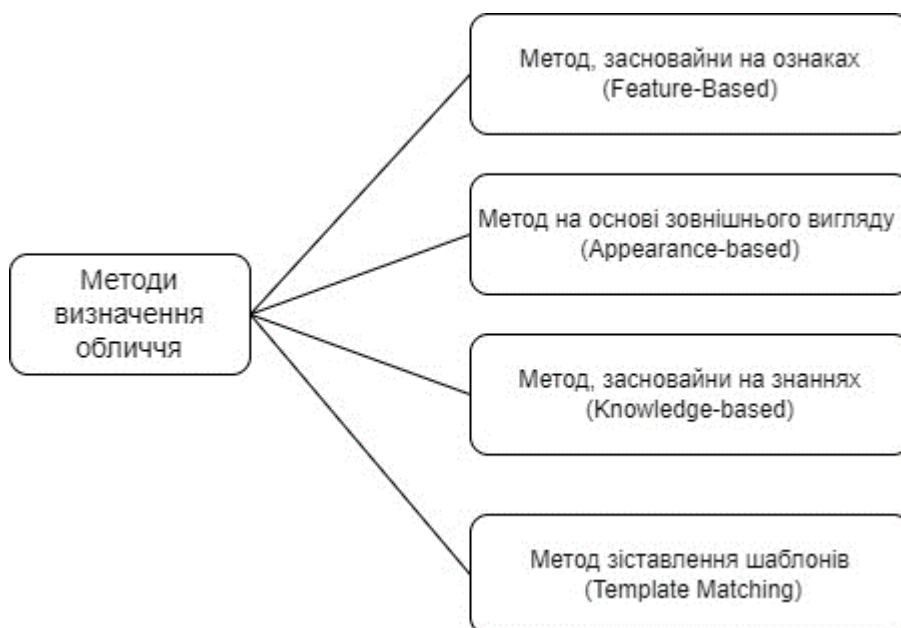 Методи
визначення
обличчя
Метод, засновайни на ознаках
(Feature-Based)
Метод на основі зовнішнього вигляду
(Appearance-based)
Метод, засновайни на знаннях
(Knowledge-based)
Метод зіставлення шаблонів
(Template Matching)